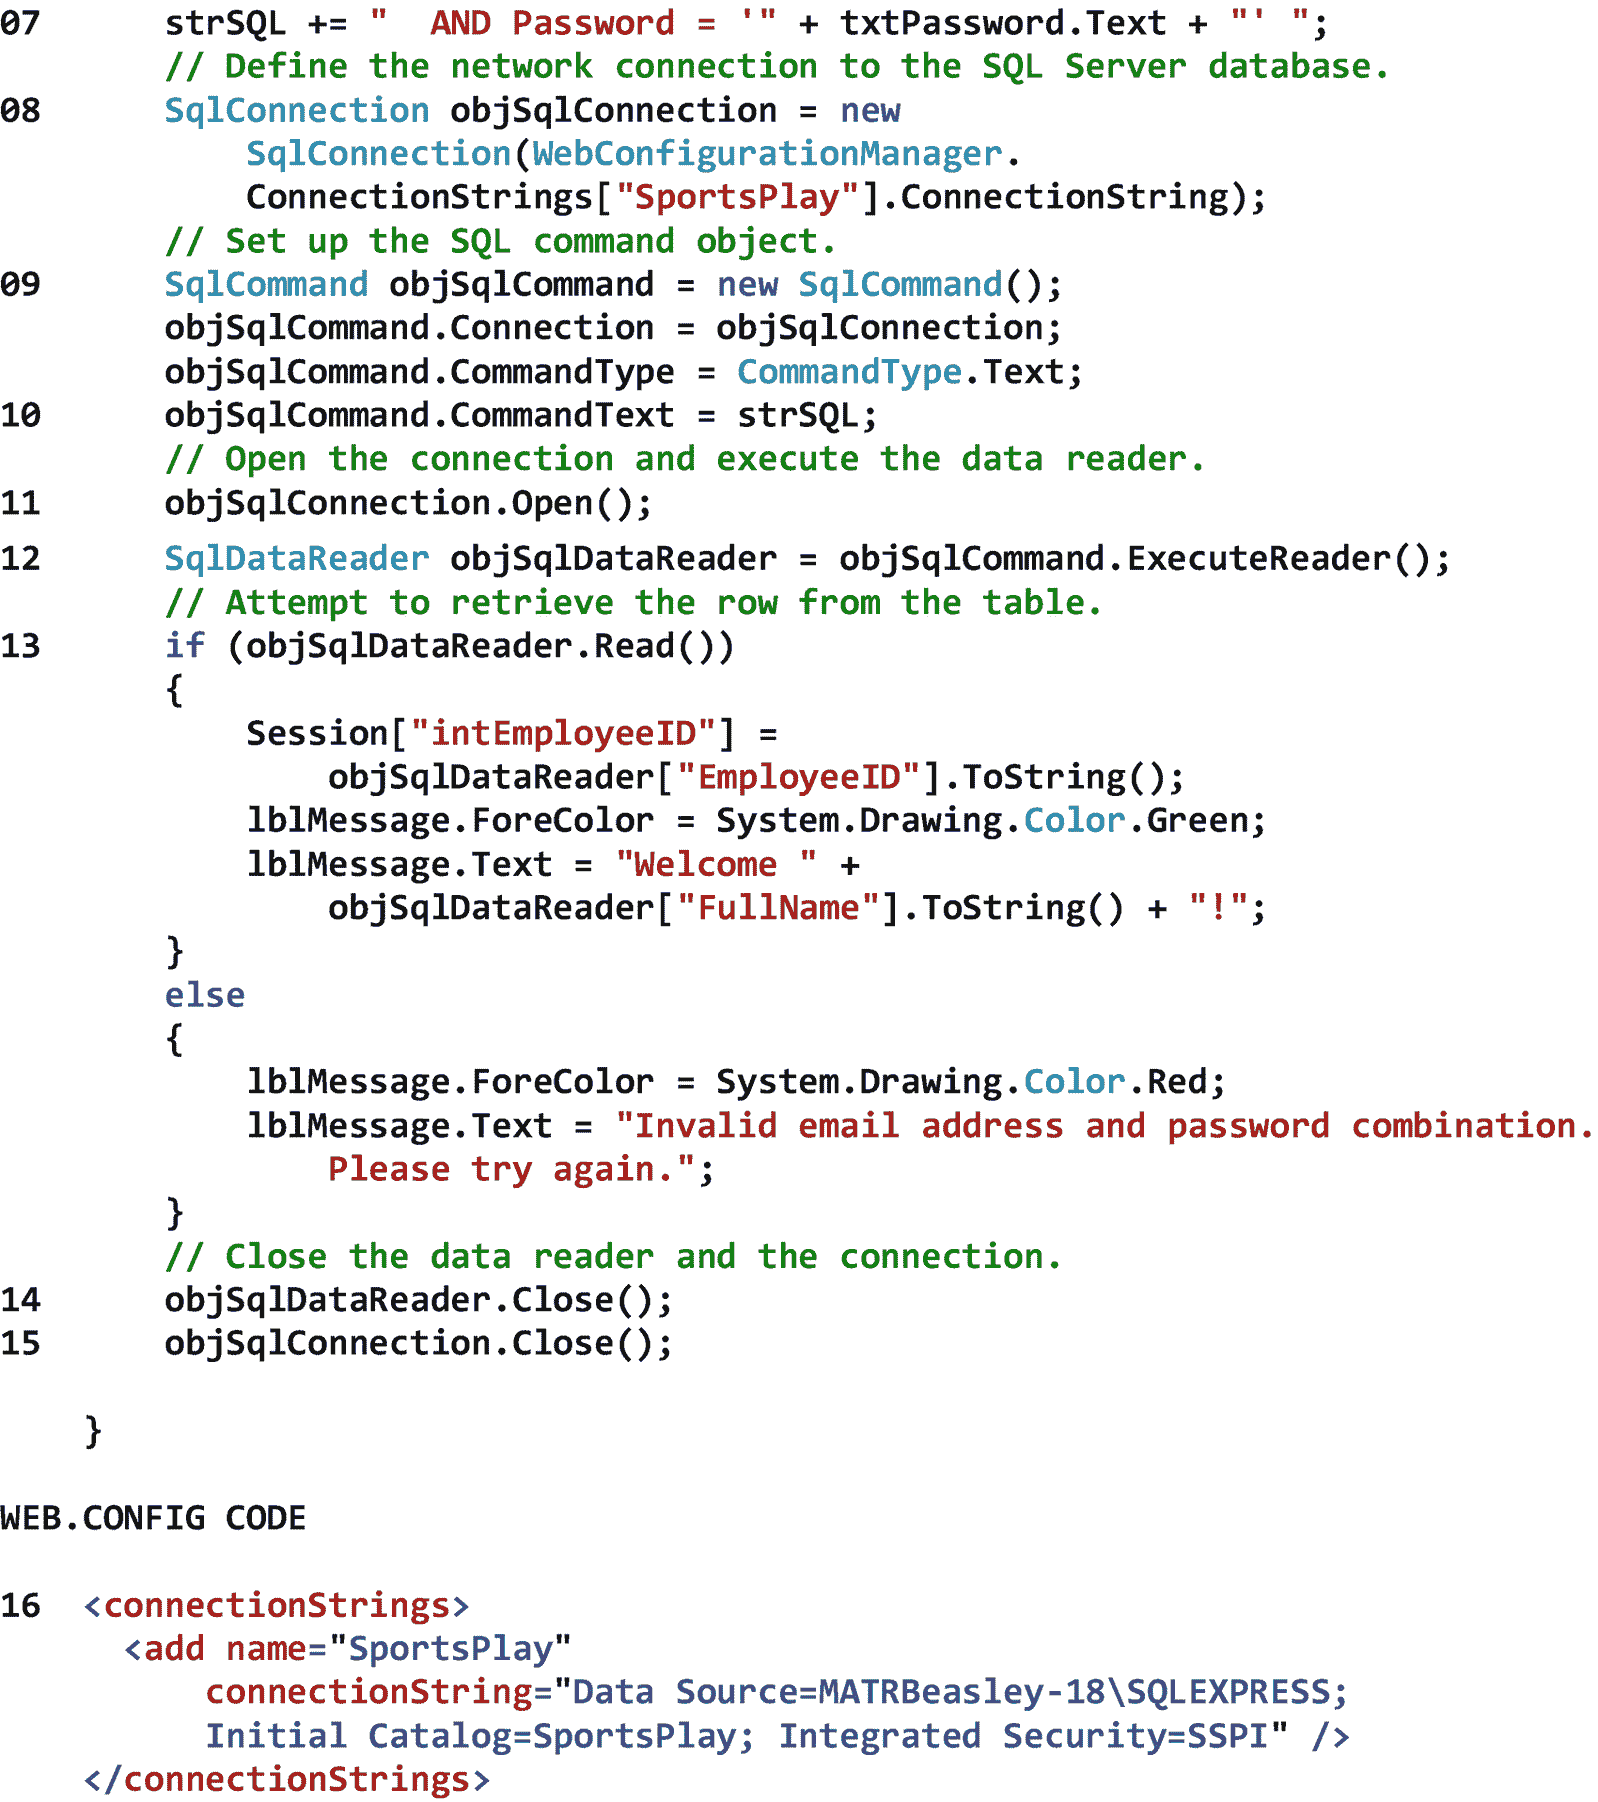 07 strSQL += "  AND Password = '" + txtPassword.Text + "' ";
// Define the network connection to the SQL Server database.
08 SqlConnection objSqlConnection = new
SqlConnection(WebConfigurationManager.
ConnectionStrings["SportsPlay"].ConnectionString);
// Set up the SQL command object.
09 SqlCommand objSqlCommand = new SqlCommand();
objSqlCommand.Connection = objSqlConnection;
objSqlCommand.CommandType = CommandType.Text;
10 objSqlCommand.CommandText = strSQL;
// Open the connection and execute the data reader.
11 objSqlConnection.Open();
12 SqlDataReader objSqlDataReader = objSqlCommand.ExecuteReader();
// Attempt to retrieve the row from the table.
13 if (objSqlDataReader.Read())
{
Session["intEmployeeID"] =
objSqlDataReader["EmployeeID"].ToString();
lblMessage.ForeColor = System.Drawing.Color.Green;
lblMessage.Text = "Welcome " +
objSqlDataReader["FullName"].ToString() + "!";
}
else
{
lblMessage.ForeColor = System.Drawing.Color.Red;
lblMessage.Text = "Invalid email address and password combination.
Please try again.";
}
// Close the data reader and the connection.
14 objSqlDataReader.Close();
15 objSqlConnection.Close();
}
WEB.CONFIG CODE
16 <connectionStrings>
<add name="SportsPlay"
connectionString="Data Source=MATRBeasley-18\SQLEXPRESS;
Initial Catalog=SportsPlay; Integrated Security=SSPI" />
</connectionStrings>